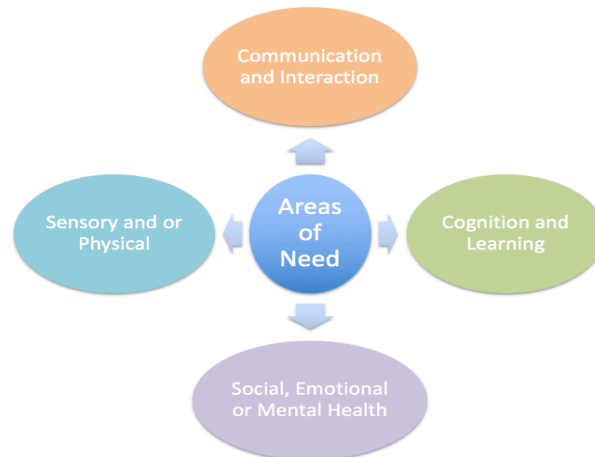 Communication
and Interaction
Sensory and or
Physical
Areas
of
Need
Cognition and
Learning
Social, Emotional
or Mental Health